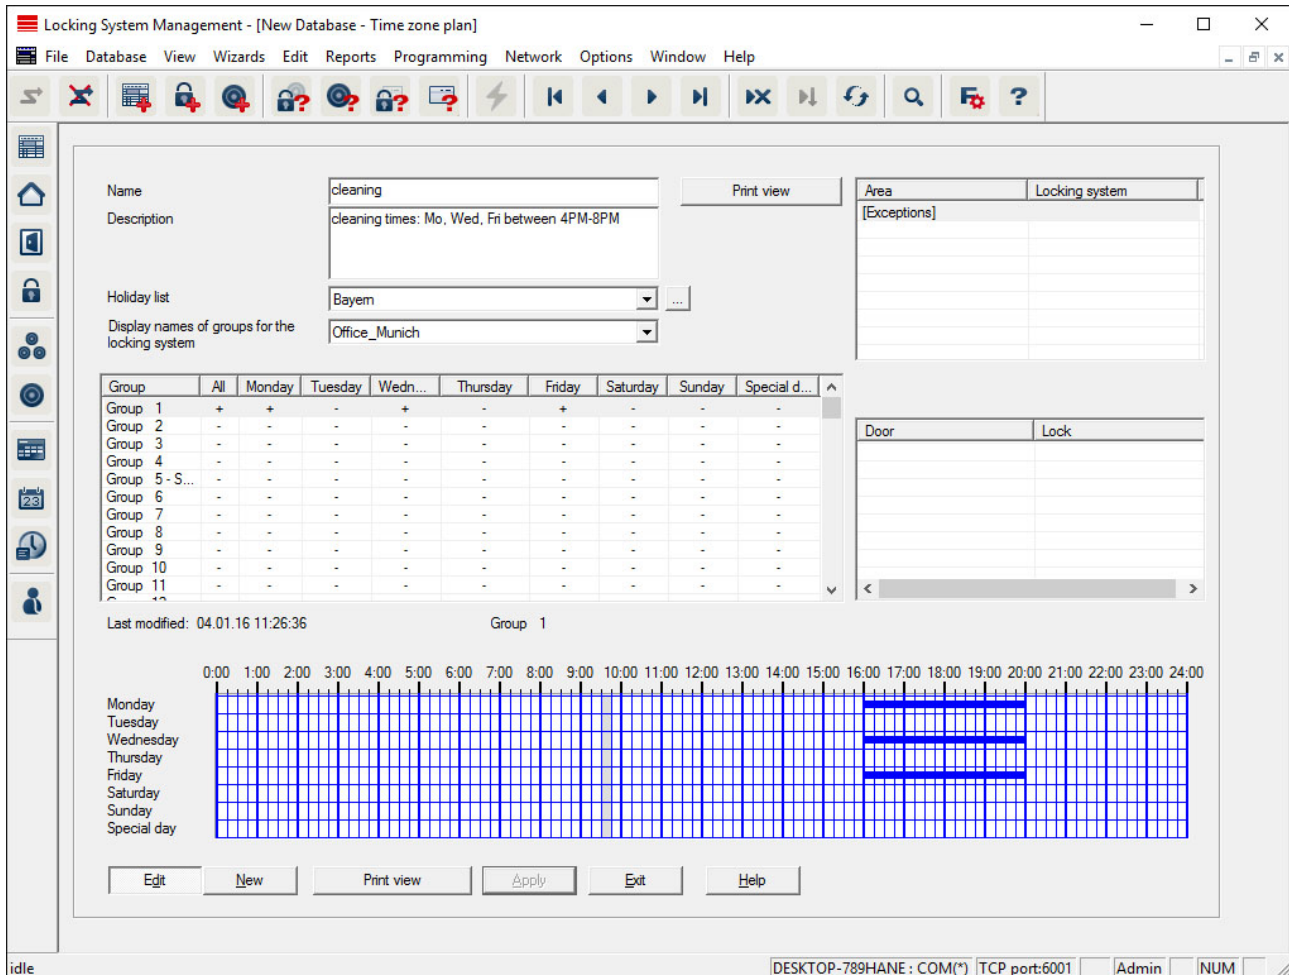 Locking System Management - [New Database - Time zone plan]
File Database View Wizards Edit Reports Programming Network Options Window Help
Name cleaning Print view
Description cleaning times: Mo, Wed, Fri between 4PM-8PM
Holiday list Bayern ...
Display names of groups for the locking system Office_Munich
Area Locking system
[Exceptions]
Group All Monday Tuesday Wedn... Thursday Friday Saturday Sunday Special d...
Group 1 + + - + - + - - -
Group 2 - - - - - - - - -
Group 3 - - - - - - - - -
Group 4 - - - - - - - - -
Group 5 - S... - - - - - - - - -
Group 6 - - - - - - - - -
Group 7 - - - - - - - - -
Group 8 - - - - - - - - -
Group 9 - - - - - - - - -
Group 10 - - - - - - - - -
Group 11 - - - - - - - - -
Door Lock
Last modified: 04.01.16 11:26:36 Group 1
0:00 1:00 2:00 3:00 4:00 5:00 6:00 7:00 8:00 9:00 10:00 11:00 12:00 13:00 14:00 15:00 16:00 17:00 18:00 19:00 20:00 21:00 22:00 23:00 24:00
Monday
Tuesday
Wednesday
Thursday
Friday
Saturday
Sunday
Special day
Edit New Print view Apply Exit Help
idle DESKTOP-789HANE : COM(*) TCP port:6001 Admin NUM